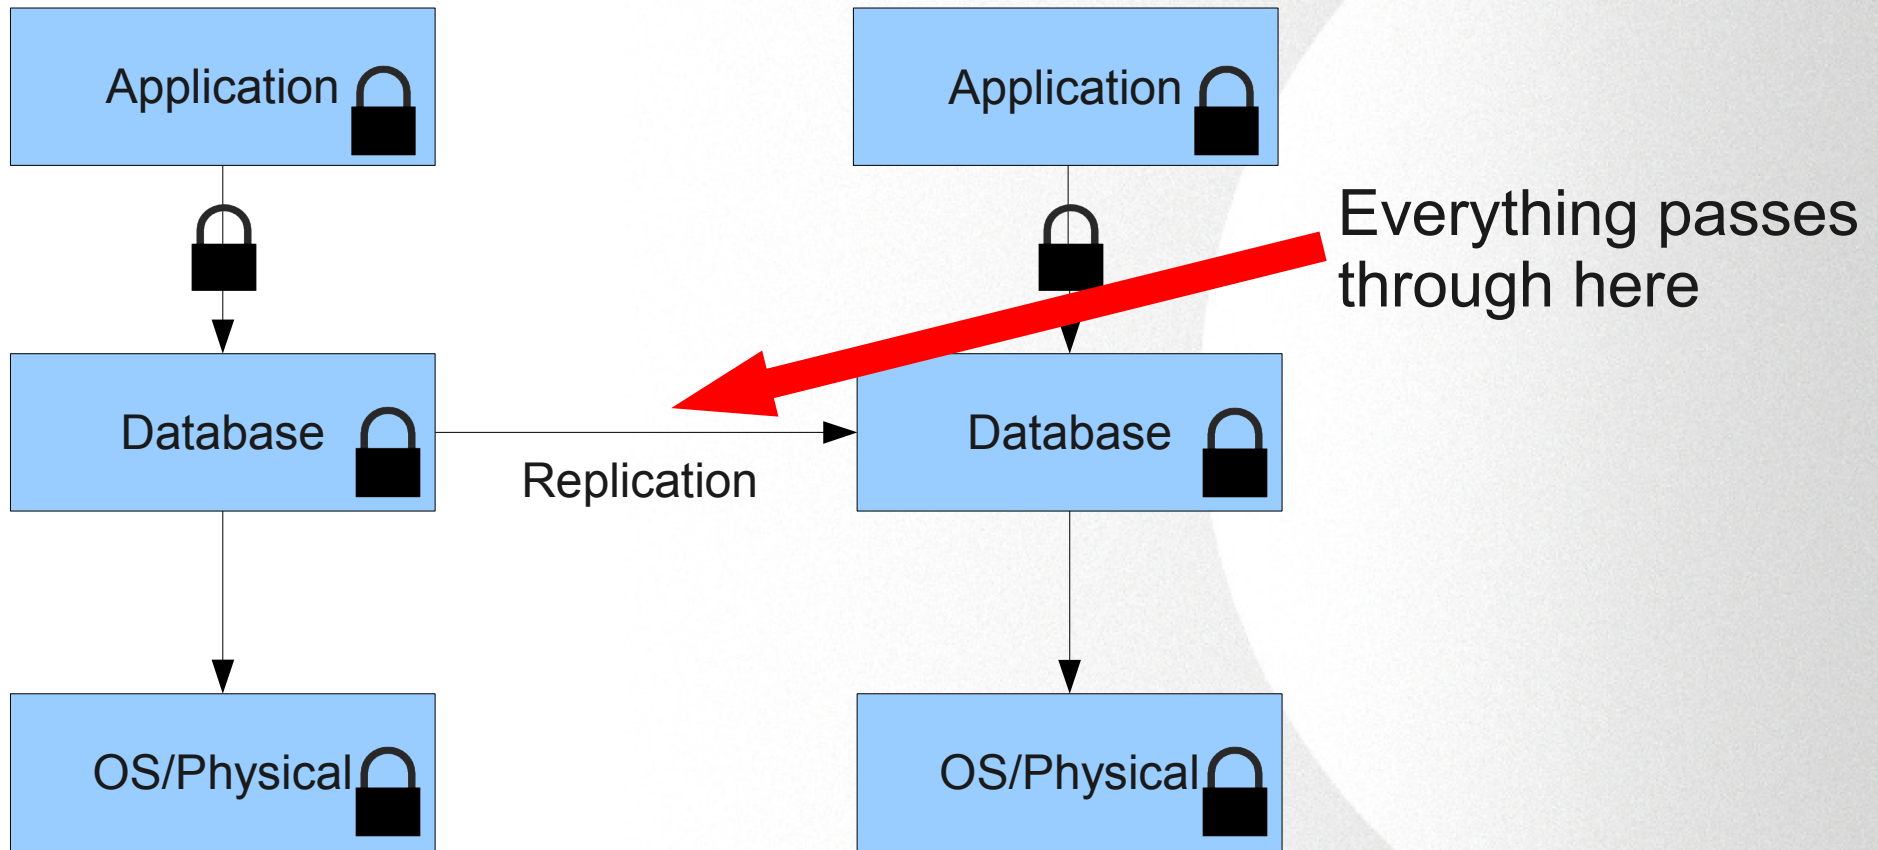 Application
Application
Everything passes
through here
Database
Database
Replication
OS/Physical
OS/Physical